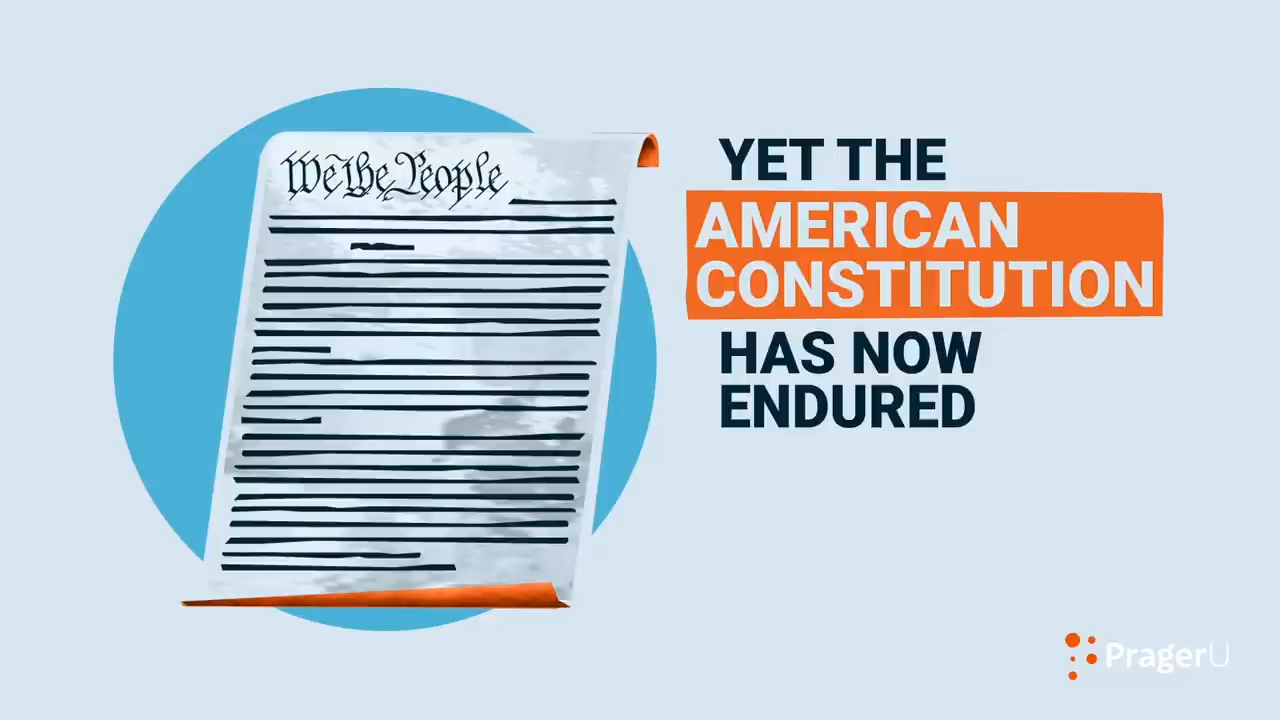 We the People
YET THE
AMERICAN
CONSTITUTION
HAS NOW
ENDURED
PragerU